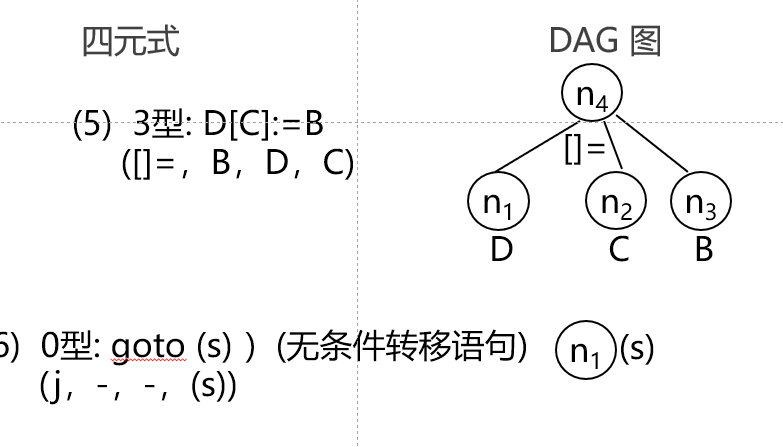 四元式
DAG 图
(5) 3型: D[C]:=B
([]=, B, D, C)
n4
[]=
n1
n2
n3
D
C
B
6) 0型: goto (s) ) (无条件转移语句)
(j, -, -, (s))
n1 (s)